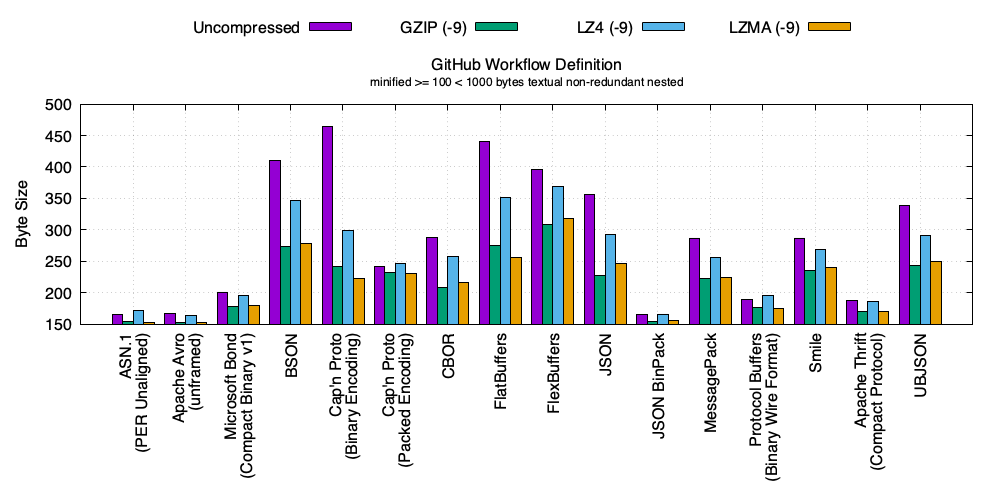 Uncompressed GZIP (-9) LZ4 (-9) LZMA (-9)
GitHub Workflow Definition
minified >= 100 < 1000 bytes textual non-redundant nested
Byte Size
500
450
400
350
300
250
200
150
ASN.1
(PER Unaligned)
Apache Avro
(unframed)
Microsoft Bond
(Compact Binary v1)
BSON
Cap'n Proto
(Binary Encoding)
Cap'n Proto
(Packed Encoding)
CBOR
FlatBuffers
FlexBuffers
JSON
JSON BinPack
MessagePack
Protocol Buffers
(Binary Wire Format)
Smile
Apache Thrift
(Compact Protocol)
UBJSON